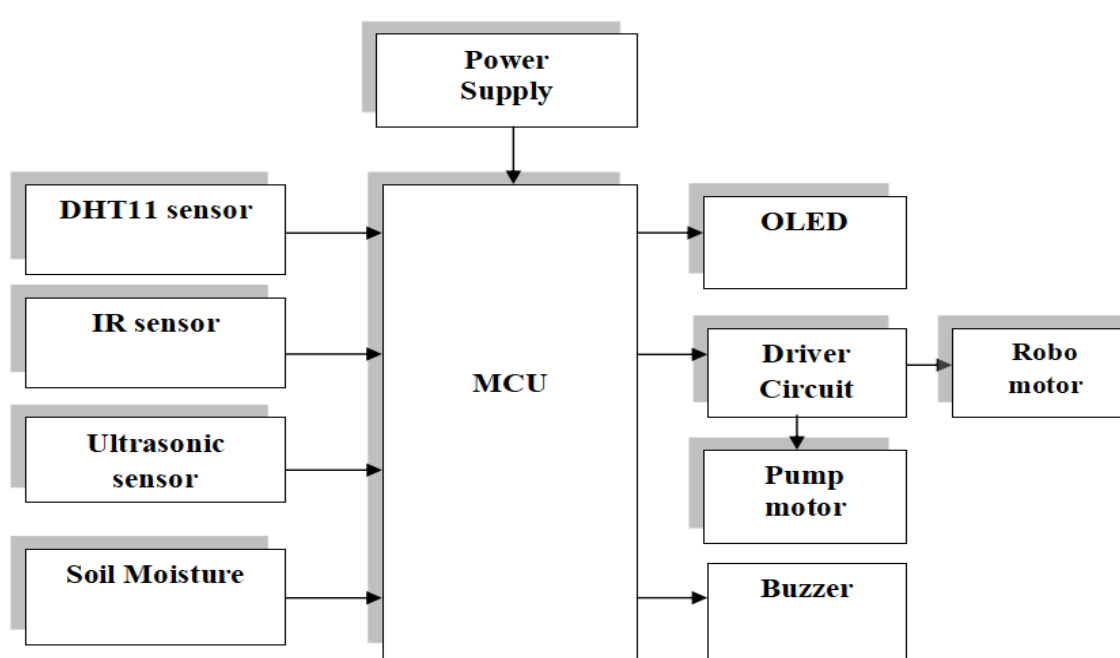 Power
Supply
DHT11 sensor
IR sensor
Ultrasonic
sensor
Soil Moisture
MCU
OLED
Driver
Circuit
Robo
motor
Pump
motor
Buzzer